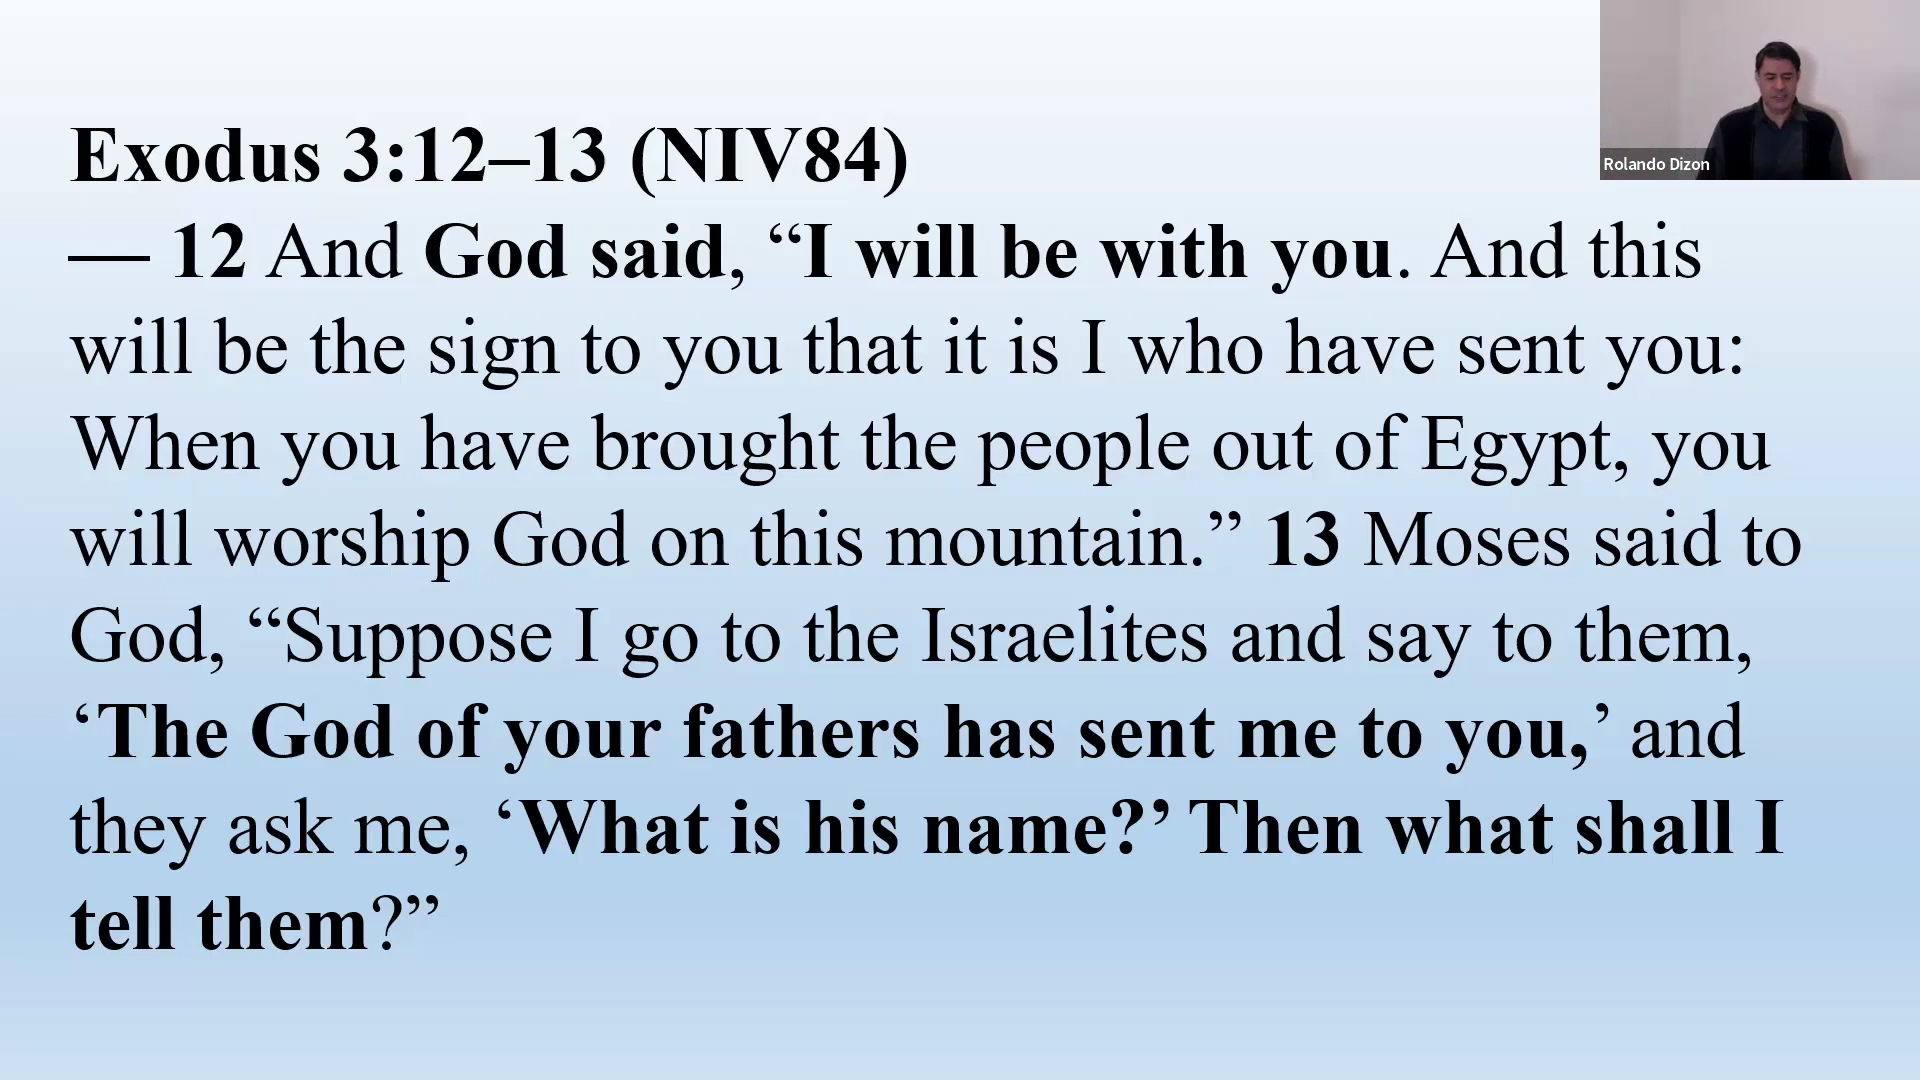 Exodus 3:12–13 (NIV84)
— 12 And God said, “I will be with you. And this
will be the sign to you that it is I who have sent you:
When you have brought the people out of Egypt, you
will worship God on this mountain.” 13 Moses said to
God, “Suppose I go to the Israelites and say to them,
‘The God of your fathers has sent me to you,’ and
they ask me, ‘What is his name?’ Then what shall I
tell them?”
Rolando Dizon